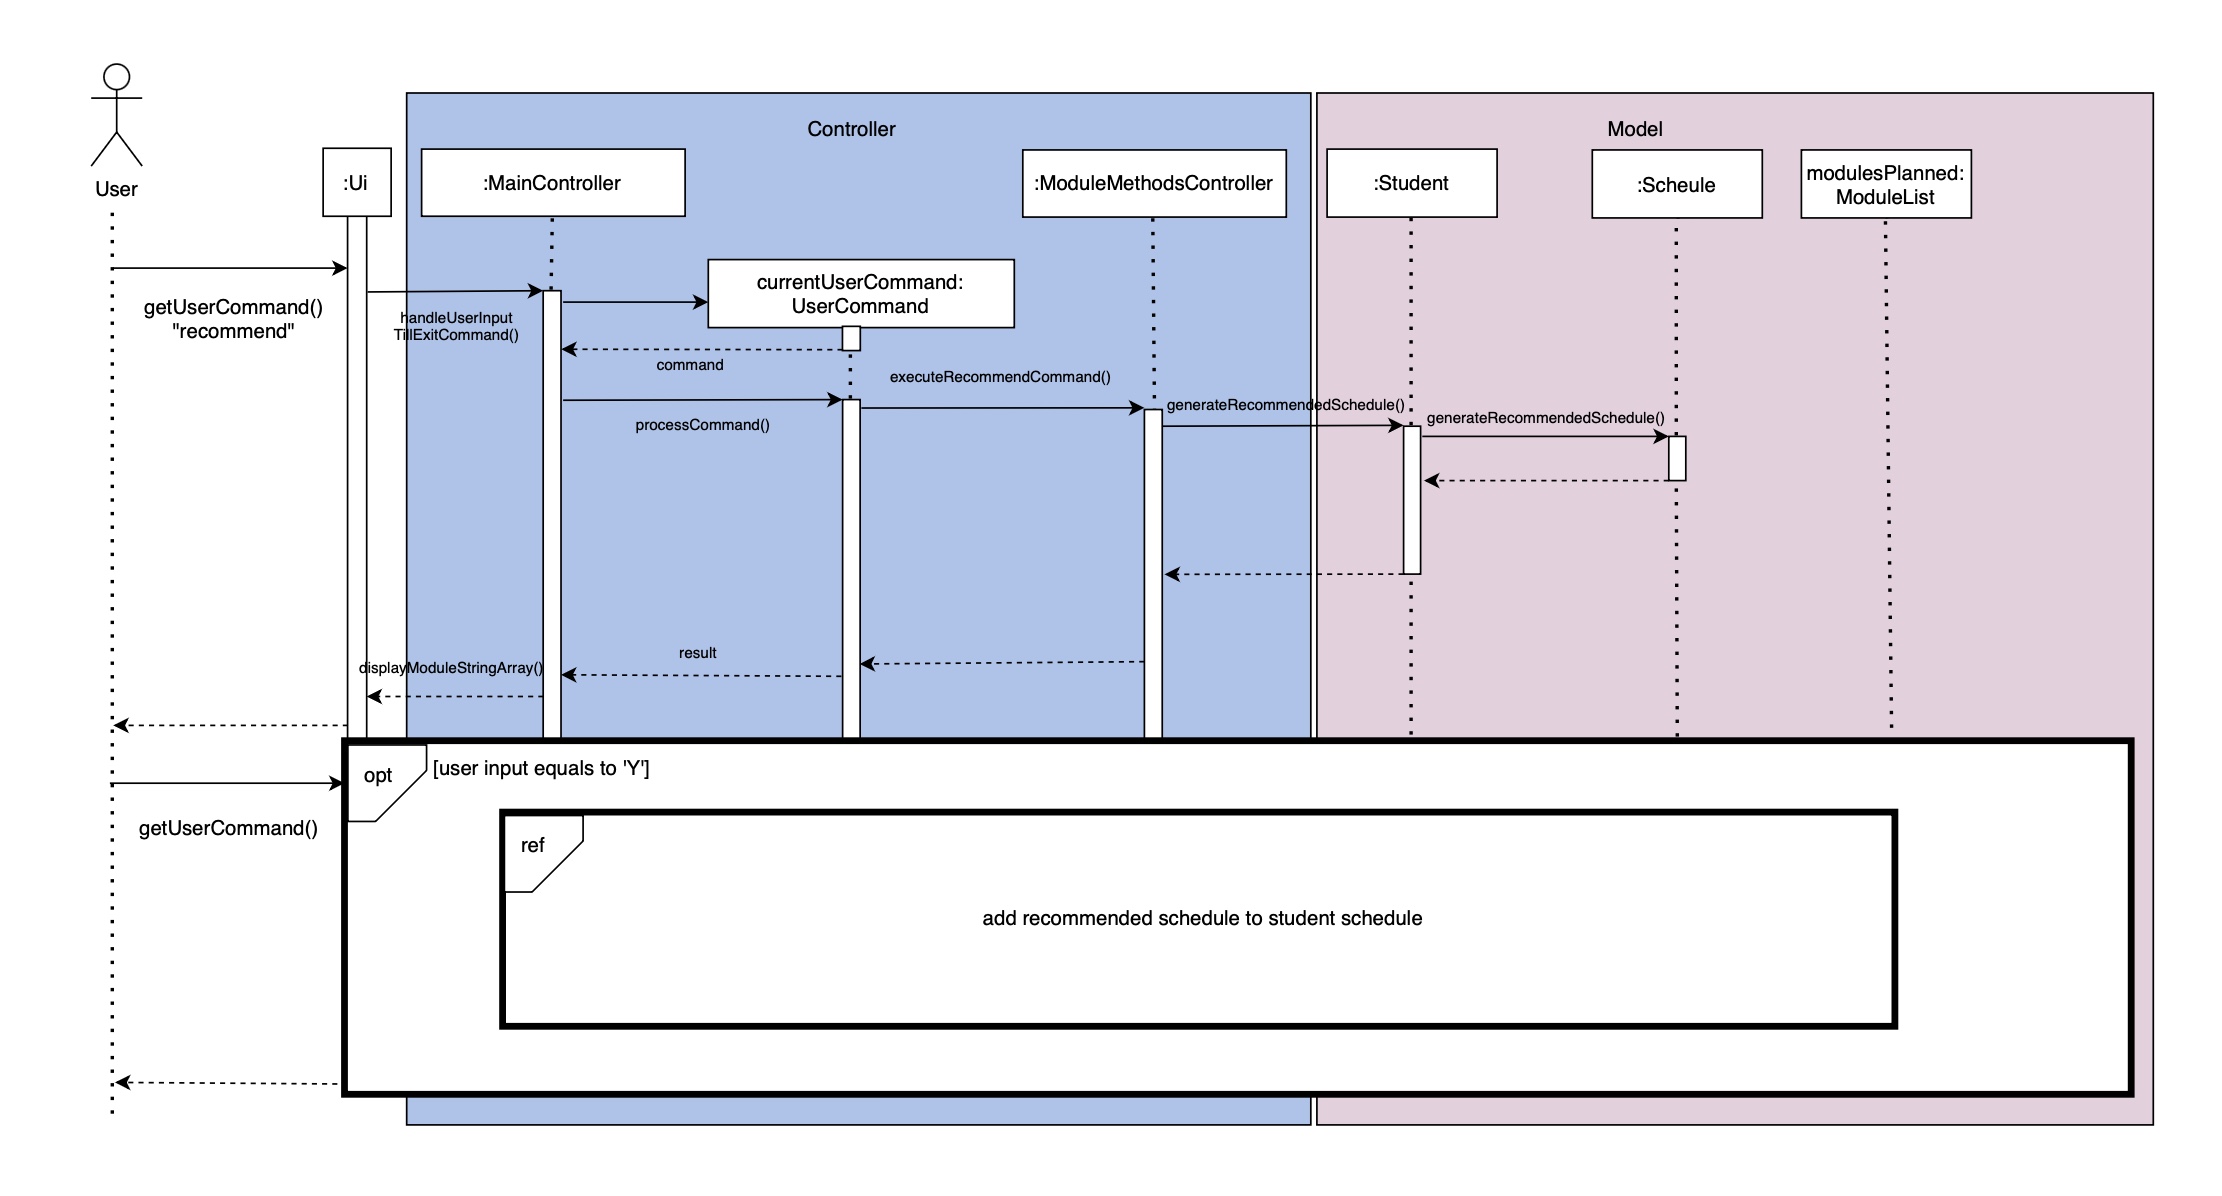 Controller
Model
User
:Ui
:MainController
:ModuleMethodsController
:Student
:Scheule
modulesPlanned:
ModuleList
getUserCommand()
"recommend"
handleUserInput
TillExitCommand()
currentUserCommand:
UserCommand
command
executeRecommendCommand()
processCommand()
generateRecommendedSchedule()
generateRecommendedSchedule()
result
displayModuleStringArray()
opt
[user input equals to 'Y']
getUserCommand()
ref
add recommended schedule to student schedule